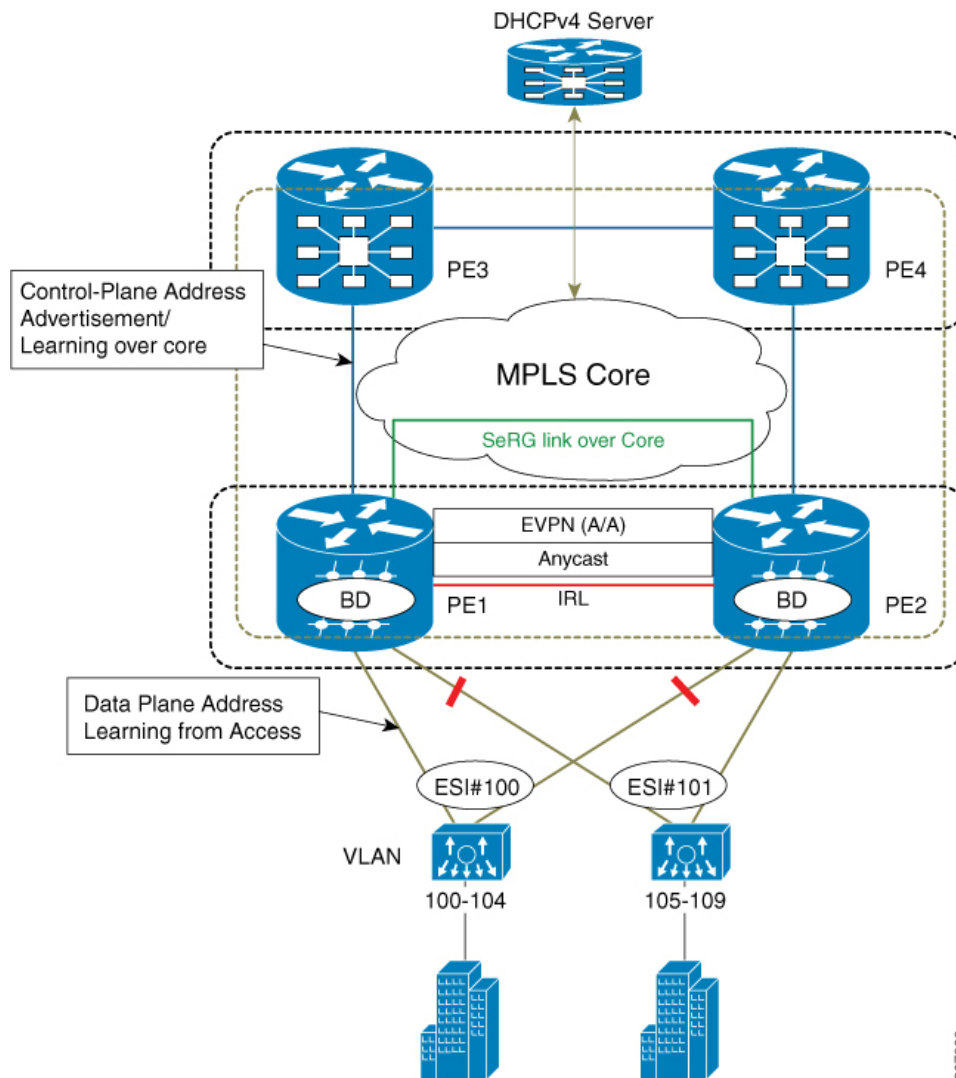 DHCPv4 Server
PE3
PE4
Control-Plane Address
Advertisement/
Learning over core
MPLS Core
SeRG link over Core
EVPN (A/A)
Anycast
IRL
BD
PE1
BD
PE2
Data Plane Address
Learning from Access
ESI#100
ESI#101
VLAN
100-104
105-109